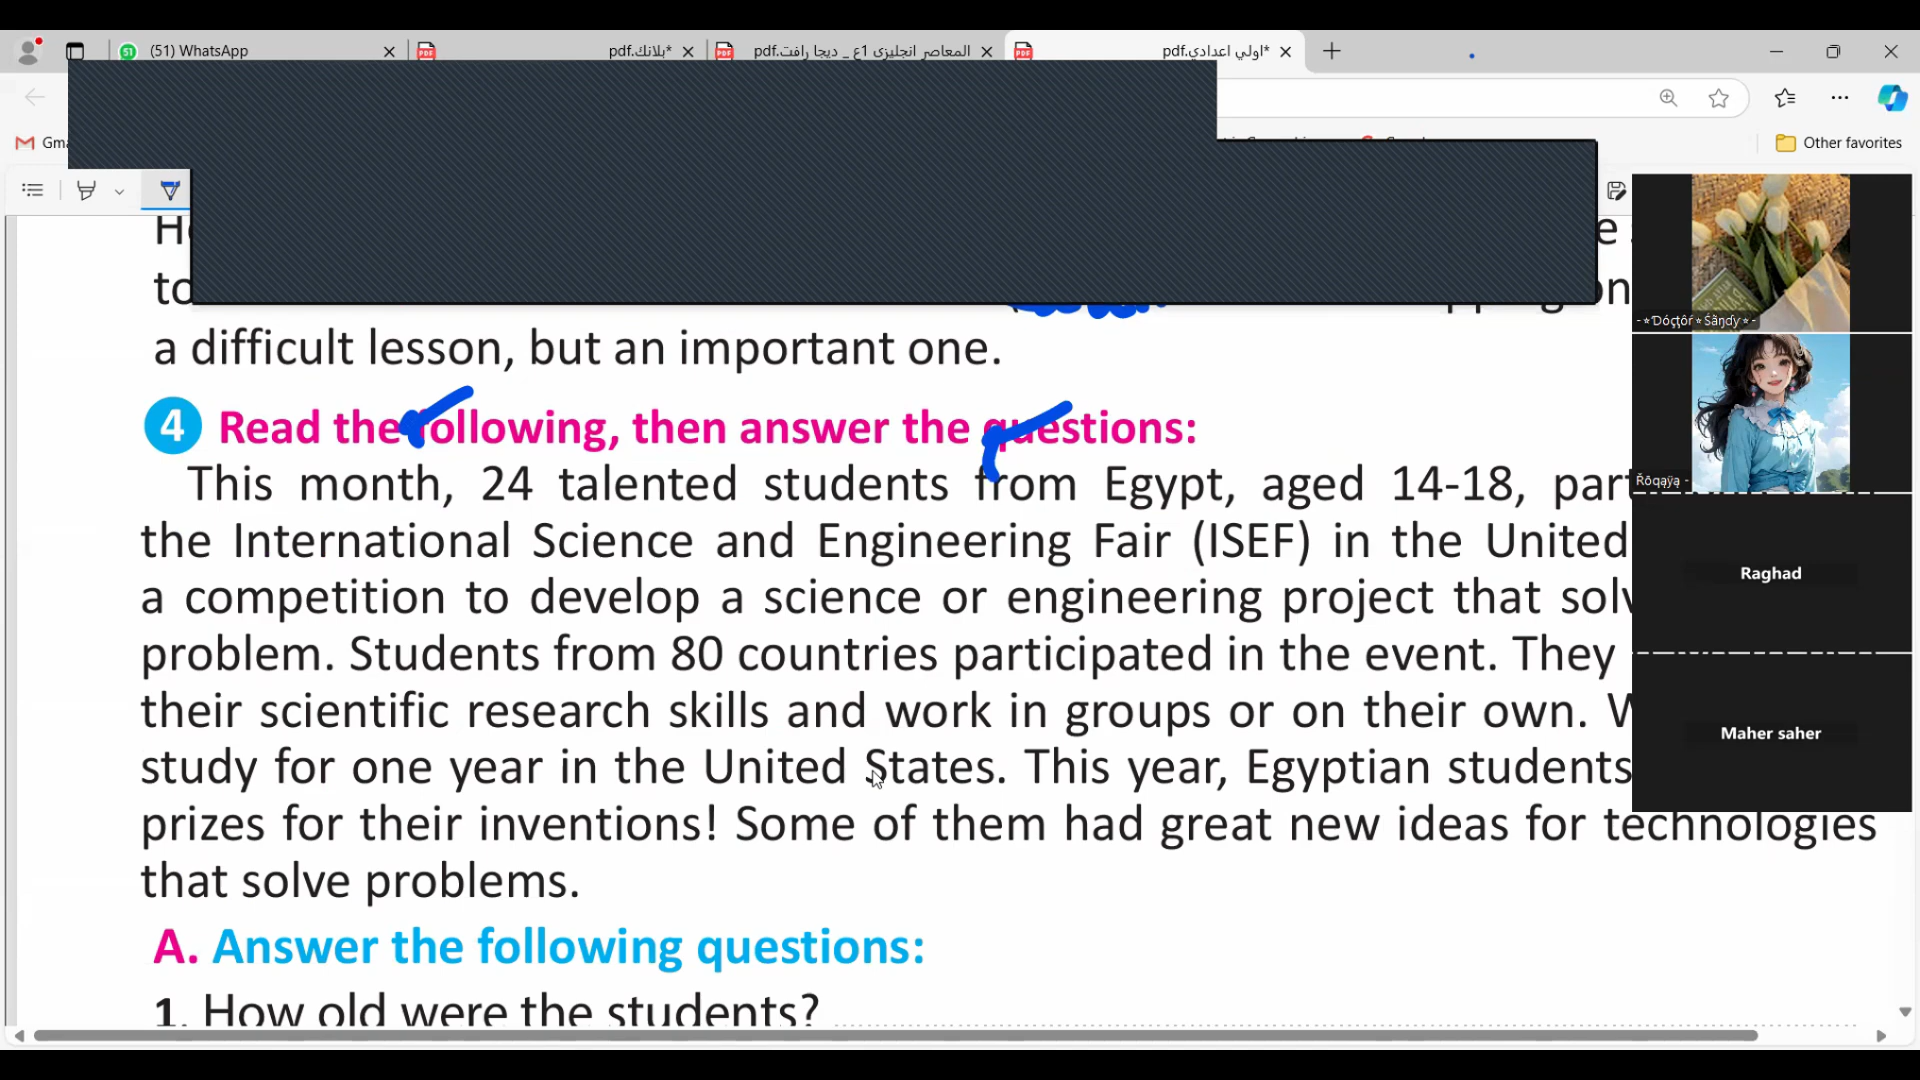 (51) WhatsApp
*بلانك.pdf
المعاصر انجليزى 1ع _ ديجا رافت.pdf
*اولي اعدادي.pdf
Other favorites
a difficult lesson, but an important one.
4 Read the following, then answer the questions:
This month, 24 talented students from Egypt, aged 14-18,
the International Science and Engineering Fair (ISEF) in the United
a competition to develop a science or engineering project that
problem. Students from 80 countries participated in the event. They
their scientific research skills and work in groups or on their own.
study for one year in the United States. This year, Egyptian students
prizes for their inventions! Some of them had great new ideas for technologies
that solve problems.
A. Answer the following questions:
1. How old were the students?
Raghad
Maher saher